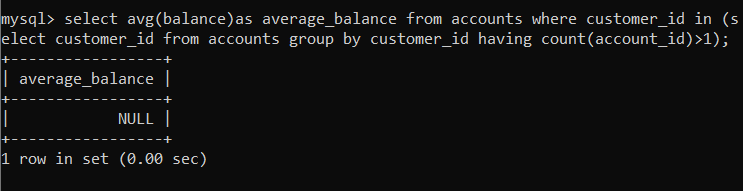 mysql> select avg(balance)as average_balance from accounts where customer_id in (s
elect customer_id from accounts group by customer_id having count(account_id)>1);
+-----------------+
| average_balance |
+-----------------+
|            NULL |
+-----------------+
1 row in set (0.00 sec)